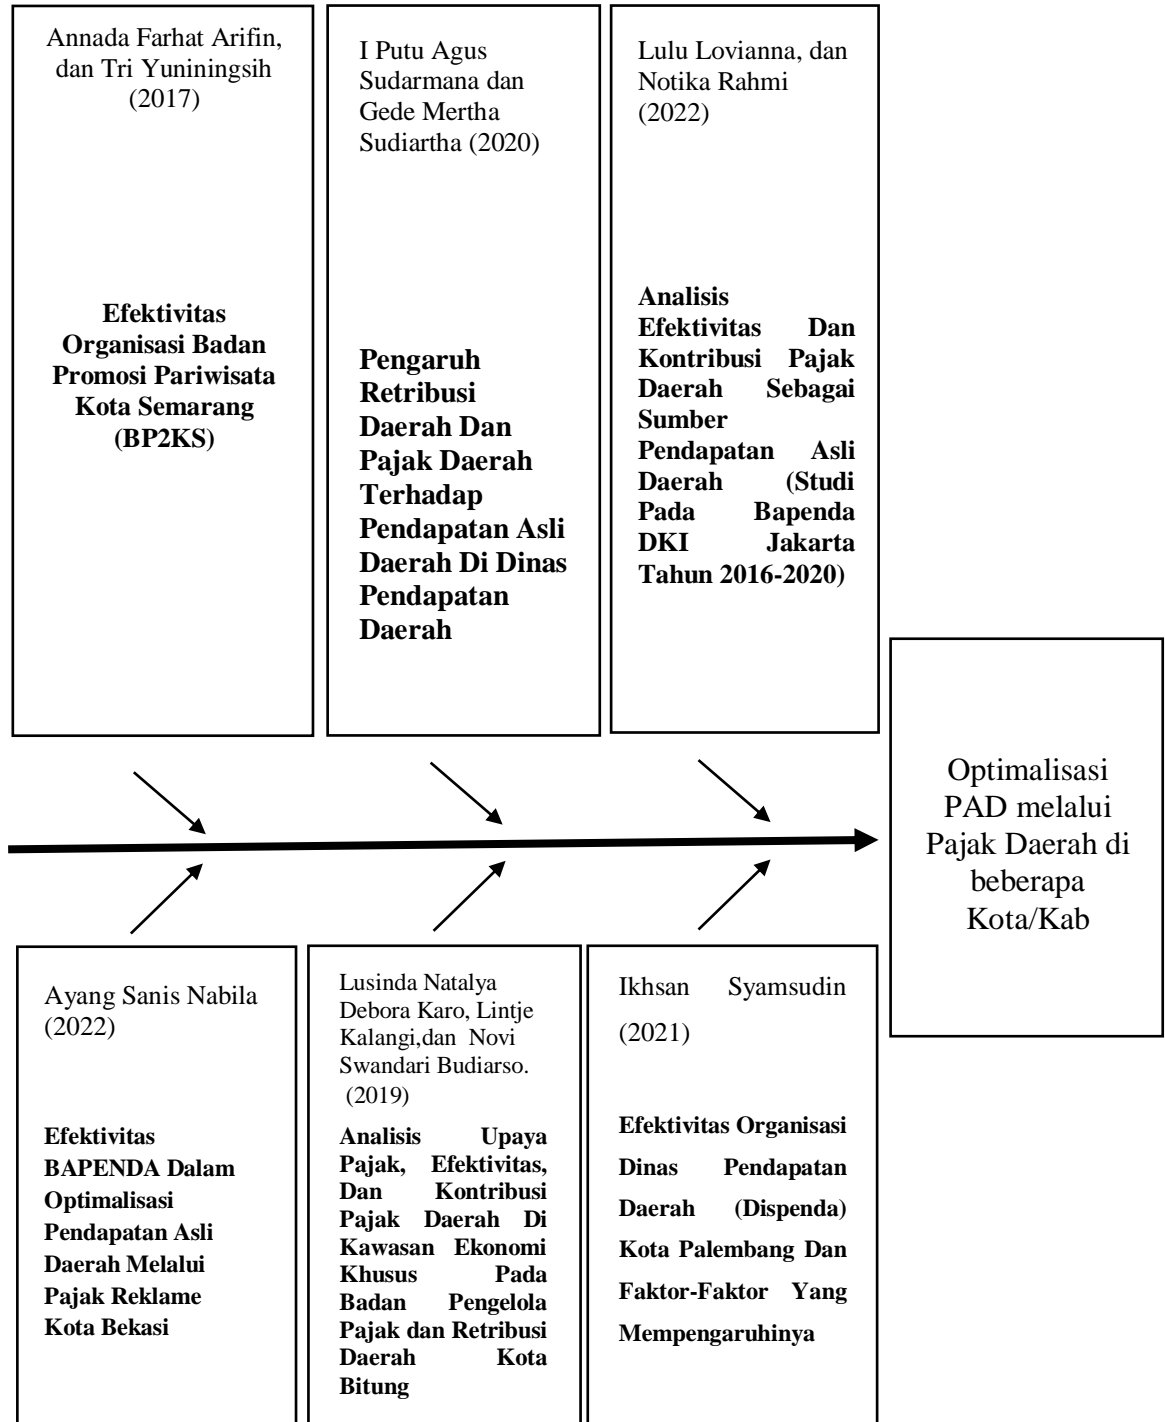 Annada Farhat Arifin,
dan Tri Yuniningsih
(2017)
Efektivitas
Organisasi Badan
Promosi Pariwisata
Kota Semarang
(BP2KS)
I Putu Agus
Sudarmana dan
Gede Mertha
Sudiartha (2020)
Pengaruh
Retribusi
Daerah Dan
Pajak Daerah
Terhadap
Pendapatan Asli
Daerah Di Dinas
Pendapatan
Daerah
Lulu Lovianna, dan
Notika Rahmi
(2022)
Analisis
Efektivitas Dan
Kontribusi Pajak
Daerah Sebagai
Sumber
Pendapatan Asli
Daerah (Studi
Pada Bapenda
DKI Jakarta
Tahun 2016-2020)
Optimalisasi
PAD melalui
Pajak Daerah di
beberapa
Kota/Kab
Ayang Sanis Nabila
(2022)
Efektivitas
BAPENDA Dalam
Optimalisasi
Pendapatan Asli
Daerah Melalui
Pajak Reklame
Kota Bekasi
Lusinda Natalya
Debora Karo, Lintje
Kalangi,dan Novi
Swandari Budiarso.
(2019)
Analisis Upaya
Pajak, Efektivitas,
Dan Kontribusi
Pajak Daerah Di
Kawasan Ekonomi
Khusus Pada
Badan Pengelola
Pajak dan Retribusi
Daerah Kota
Bitung
Ikhsan Syamsudin
(2021)
Efektivitas Organisasi
Dinas Pendapatan
Daerah (Dispenda)
Kota Palembang Dan
Faktor-Faktor Yang
Mempengaruhinya